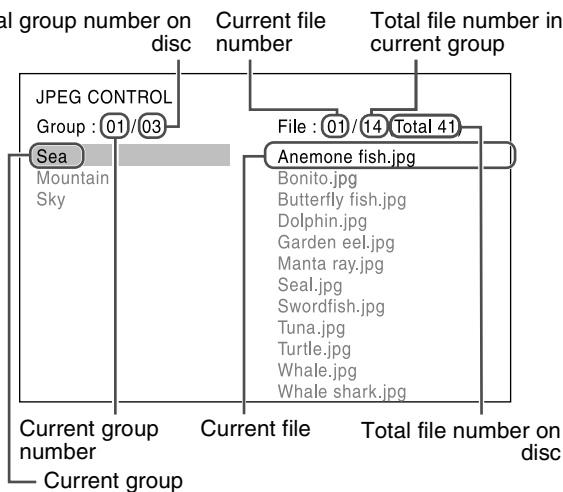 group number on
disc
Current file
number
Total file number in
current group
JPEG CONTROL
Group : 01/03
File : 01/14 Total 41
Sea
Mountain
Sky
Anemone fish.jpg
Bonito.jpg
Butterfly fish.jpg
Dolphin.jpg
Garden eel.jpg
Manta ray.jpg
Seal.jpg
Swordfish.jpg
Tuna.jpg
Turtle.jpg
Whale.jpg
Whale shark.jpg
Current group
number
Current file
Total file number on
disc
Current group